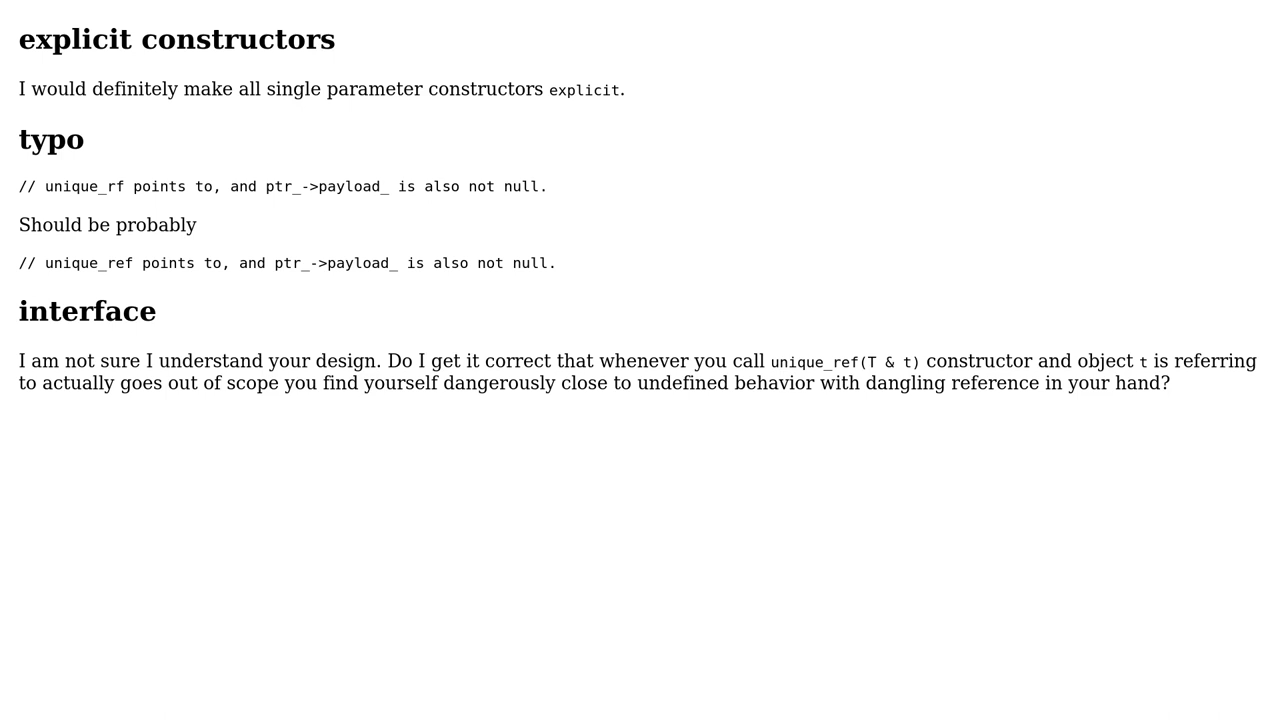 explicit constructors
I would definitely make all single parameter constructors explicit.
typo
// unique_rf points to, and ptr_->payload_ is also not null.
Should be probably
// unique_ref points to, and ptr_->payload_ is also not null.
interface
I am not sure I understand your design. Do I get it correct that whenever you call unique_ref(T & t) constructor and object t is referring
to actually goes out of scope you find yourself dangerously close to undefined behavior with dangling reference in your hand?